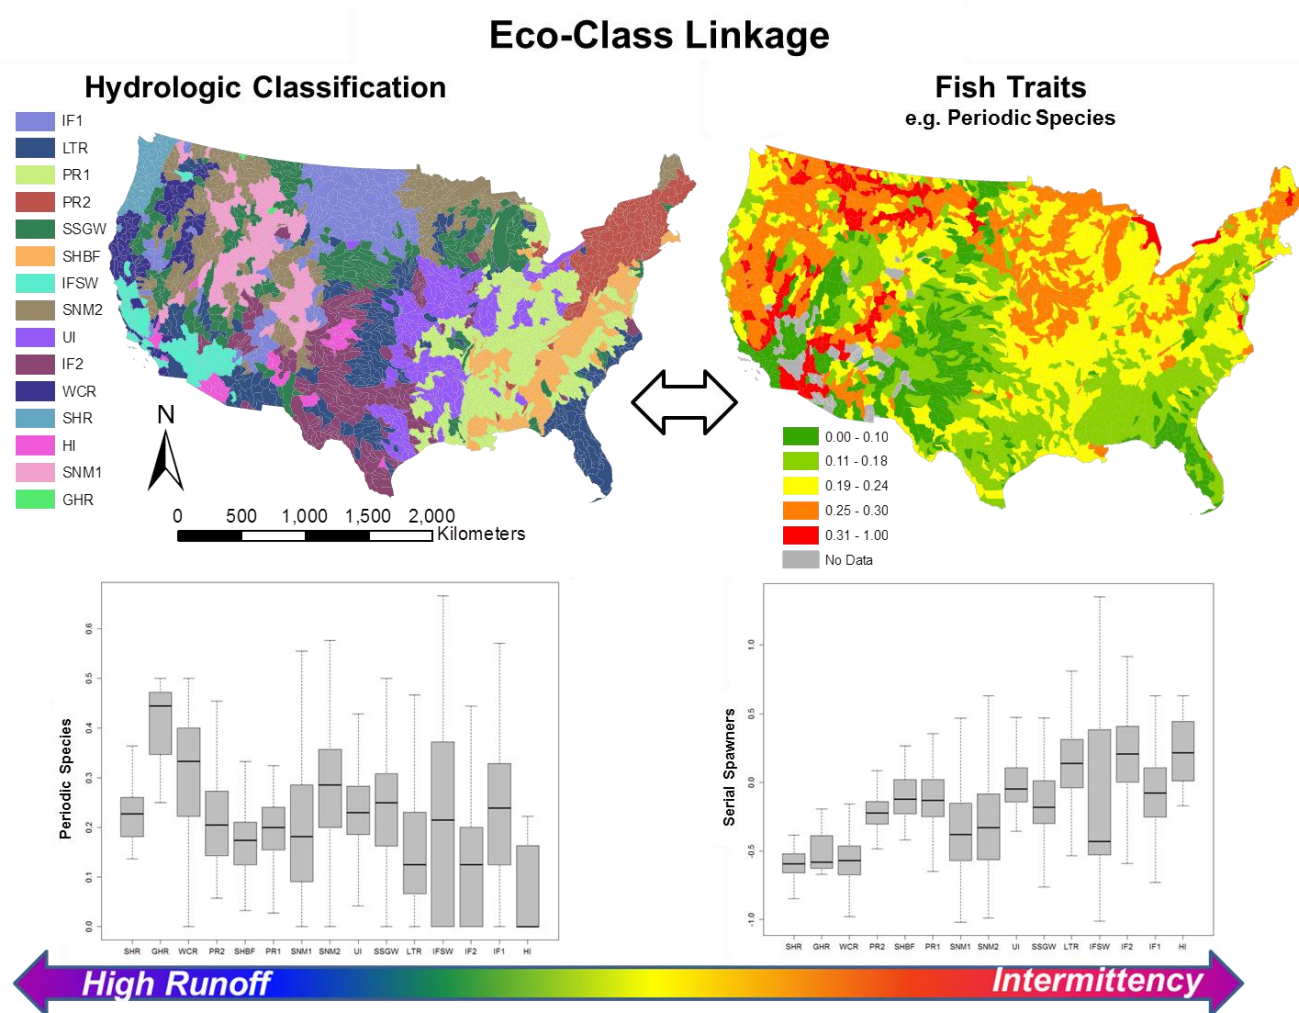 Eco-Class Linkage
Hydrologic Classification
IF1
LTR
PR1
PR2
SSGW
SHBF
IFSW
SNM2
UI
IF2
WCR
SHR
HI
SNM1
GHR
N
0 500 1,000 1,500 2,000
Kilometers
Fish Traits
e.g. Periodic Species
0.00 - 0.10
0.11 - 0.18
0.19 - 0.24
0.25 - 0.30
0.31 - 1.00
No Data
Periodic Species
0.6
0.5
0.4
0.3
0.2
0.1
0.0
SHR GHR WCR PR2 SHBF PR1 SNM1 SNM2 UI SSGW LTR IFSW IF2 IF1 HI
Serial Spawners
1.0
0.5
0.0
-0.5
-1.0
SHR GHR WCR PR2 SHBF PR1 SNM1 SNM2 UI SSGW LTR IFSW IF2 IF1 HI
High Runoff Intermittency